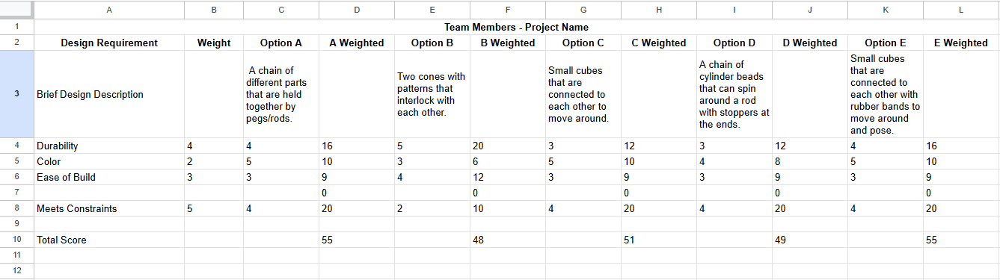 A B C D E F G H I J K L
1 Team Members - Project Name
2 Design Requirement Weight Option A A Weighted Option B B Weighted Option C C Weighted Option D D Weighted Option E E Weighted
3 Brief Design Description
A chain of
different parts
that are held
together by
pegs/rods.
Two cones with
patterns that
interlock with
each other.
Small cubes
that are
connected to
each other to
move around.
A chain of
cylinder beads
that can spin
around a rod
with stoppers at
the ends.
Small cubes
that are
connected to
each other with
rubber bands to
move around
and pose.
4 Durability 4 4 16 5 20 3 12 3 12 4 16
5 Color 2 5 10 3 6 5 10 4 8 5 10
6 Ease of Build 3 3 9 4 12 3 9 3 9 3 9
7 0 0 0 0 0
8 Meets Constraints 5 4 20 2 10 4 20 4 20 4 20
9
10 Total Score 55 48 51 49 55
11
12